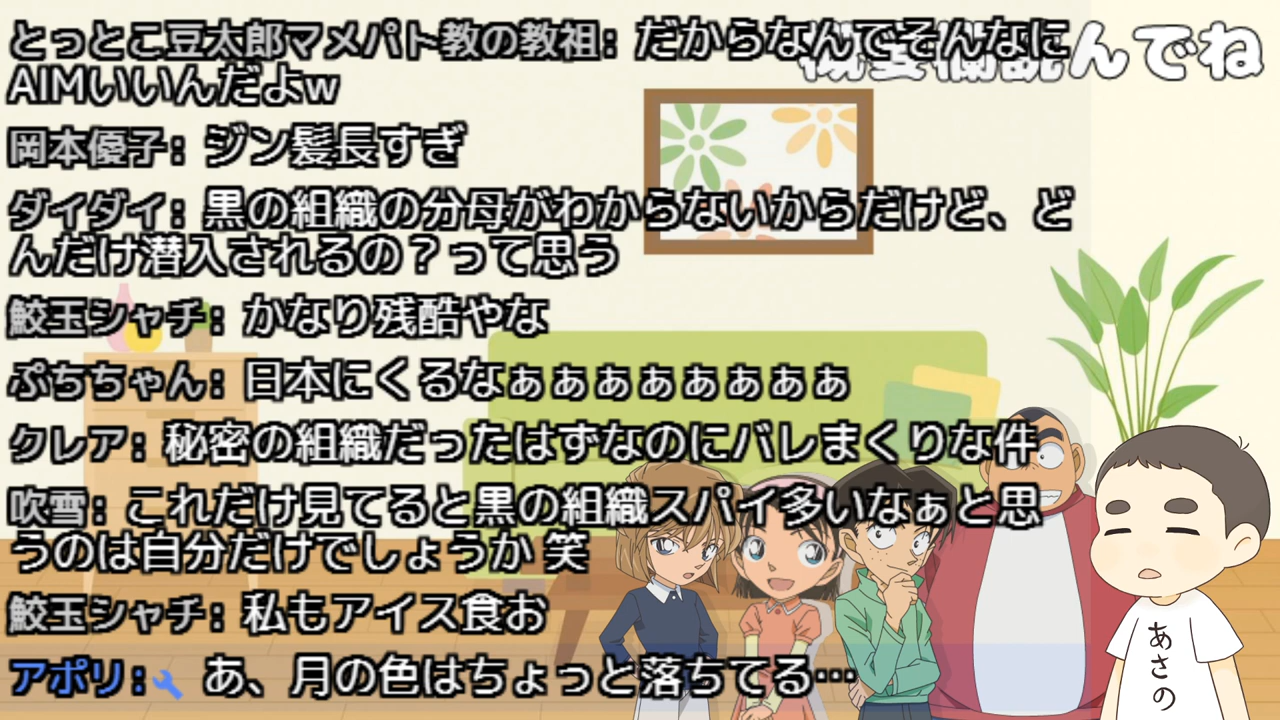 とっとこ豆太郎マメパト教の教祖: だからなんでそんなに
AIMいいんだよw
概要欄読んでね
岡本優子: ジン髪長すぎ
ダイダイ: 黒の組織の分母がわからないからだけど、ど
んだけ潜入されるの？って思う
鮫玉シャチ: かなり残酷やな
ぷちちゃん: 日本にくるなぁぁぁぁぁぁぁぁ
クレア: 秘密の組織だったはずなのにバレまくりな件
吹雪: これだけ見てると黒の組織スパイ多いなぁと思
うのは自分だけでしょうか 笑
鮫玉シャチ: 私もアイス食お
アポリ: あ、月の色はちょっと落ちてる…
あさの